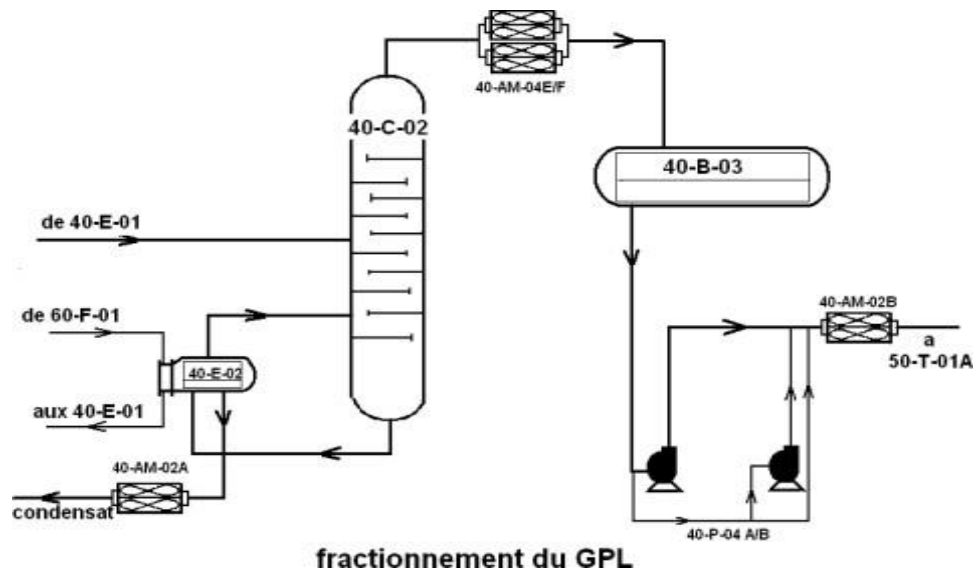 40-AM-04E/F
40-C-02
40-B-03
de 40-E-01
de 60-F-01
40-E-02
aux 40-E-01
40-AM-02A
condensat
40-AM-02B
a
50-T-01A
40-P-04 A/B
fractionnement du GPL